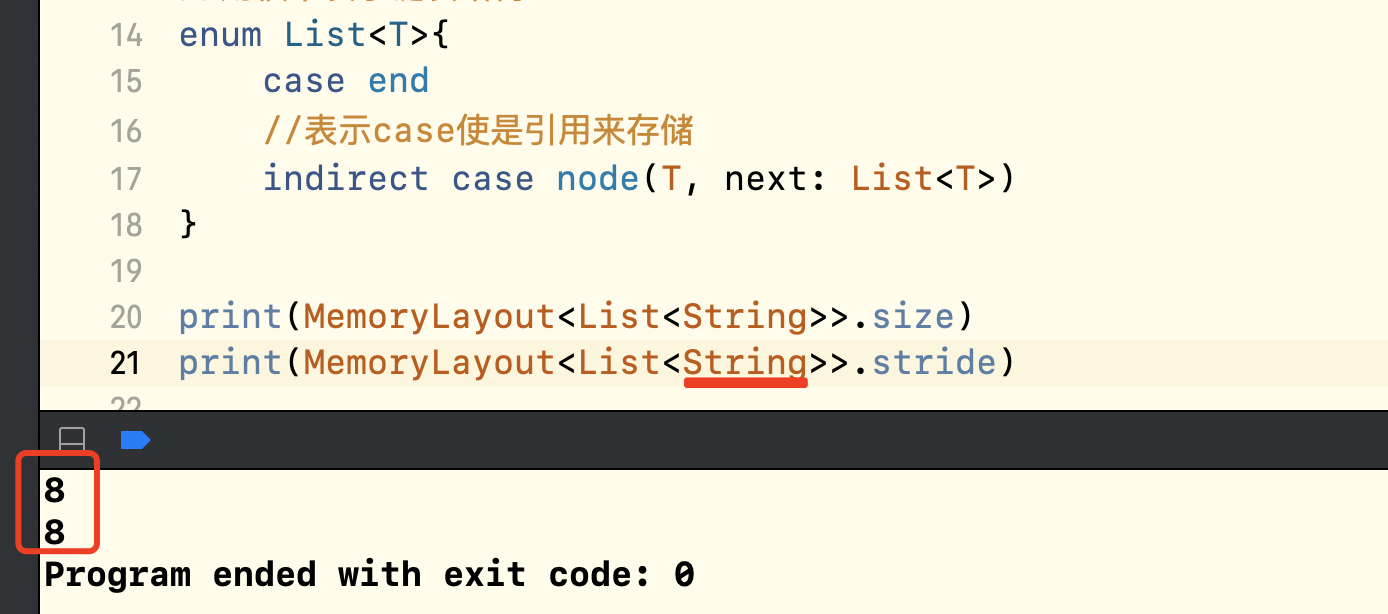 14 enum List<T>{
15 case end
16 //表示case使是引用来存储
17 indirect case node(T, next: List<T>)
18 }
19
20 print(MemoryLayout<List<String>>.size)
21 print(MemoryLayout<List<String>>.stride)
22
8
8
Program ended with exit code: 0